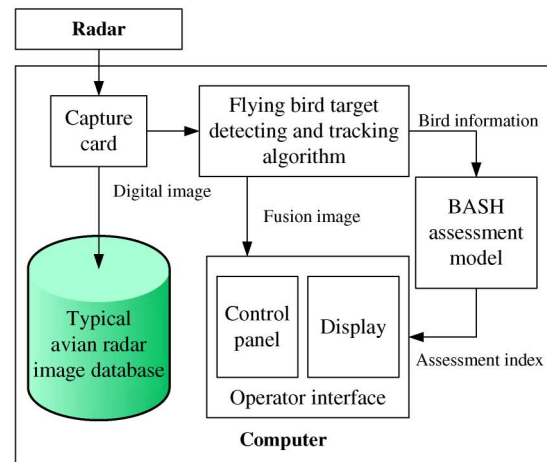 Radar
Capture
card
Flying bird target
detecting and tracking
algorithm
Bird information
Digital image
Fusion image
BASH
assessment
model
Typical
avian radar
image database
Control
panel
Display
Assessment index
Operator interface
Computer